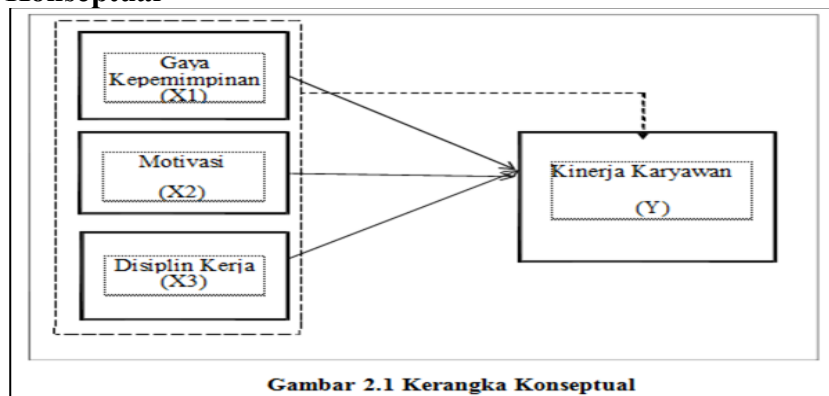 Konseptual
Gaya
Kepemimpinan
(X1)
Motivasi
(X2)
Disiplin Kerja
(X3)
Kinerja Karyawan
(Y)
Gambar 2.1 Kerangka Konseptual